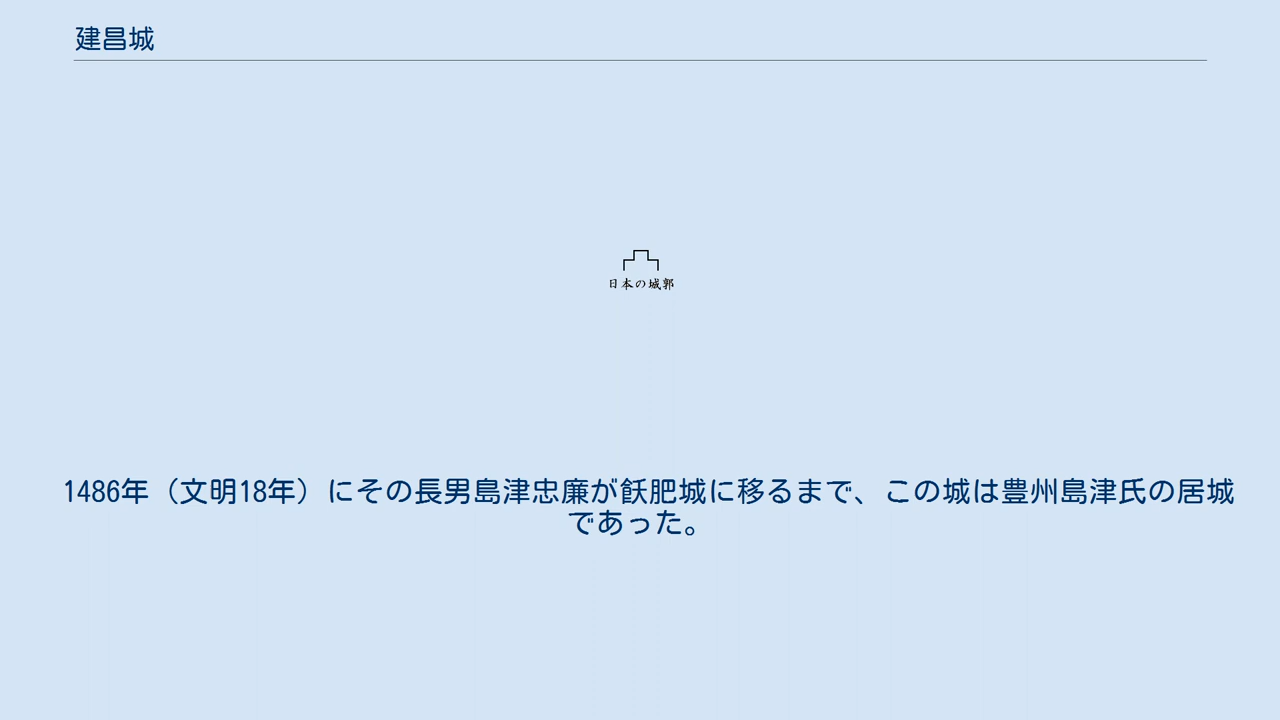 建昌城
日本の城郭
1486年（文明18年）にその長男島津忠廉が飫肥城に移るまで、この城は豊州島津氏の居城
であった。